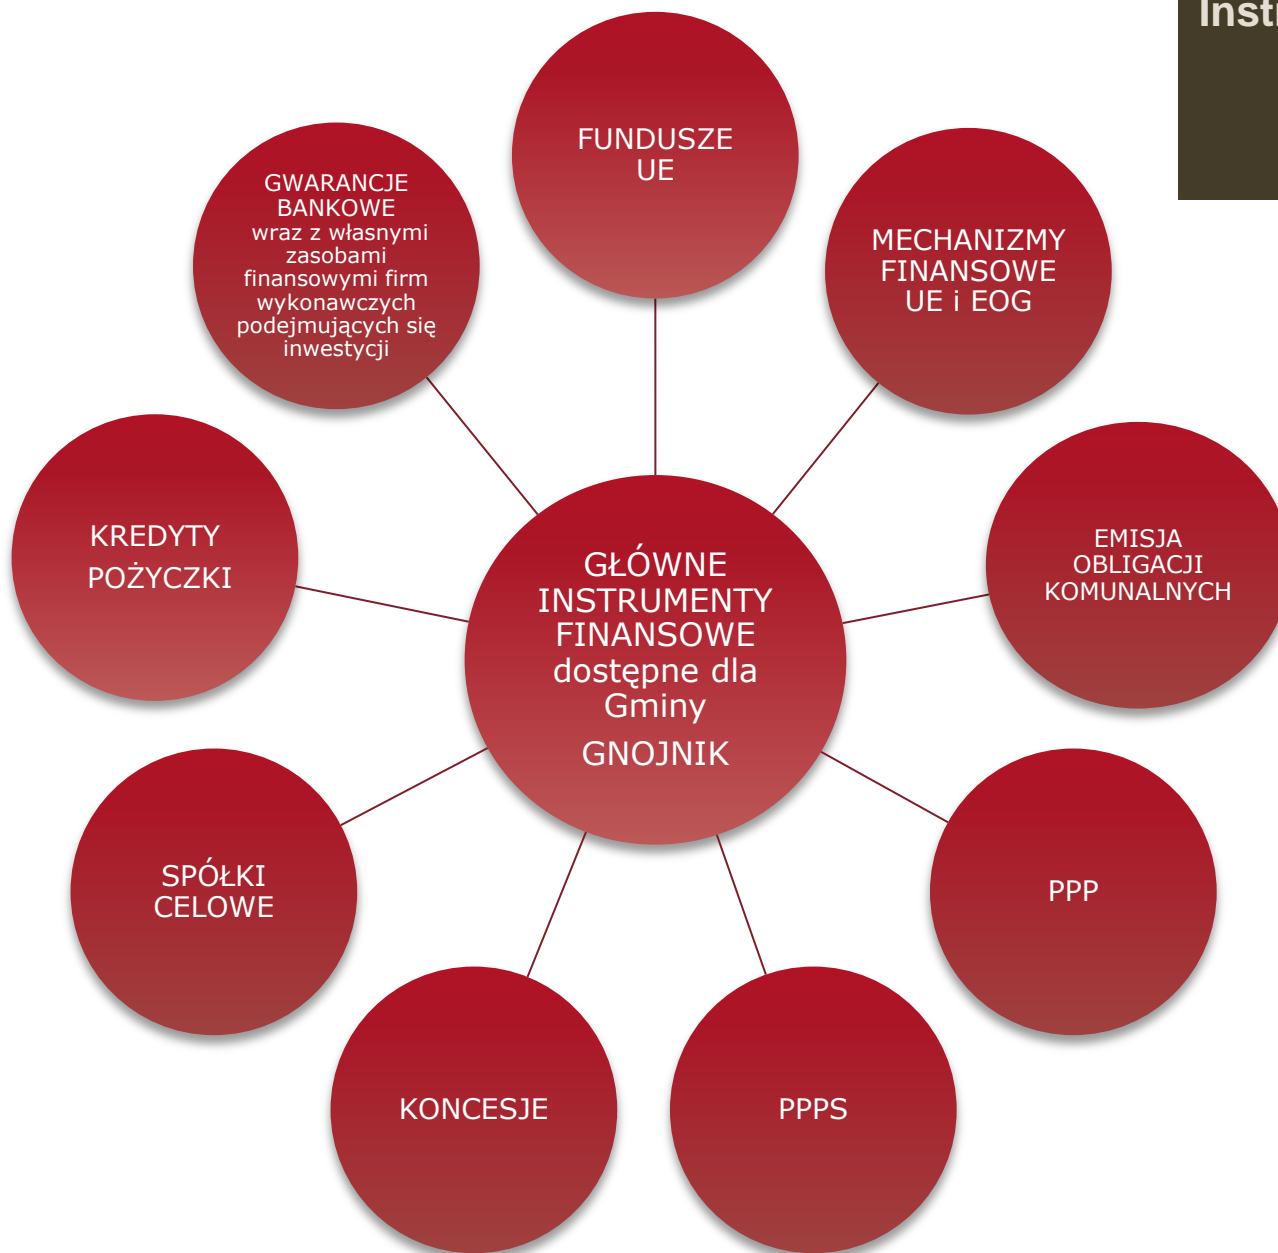 FUNDUSZE
UE
MECHANIZMY
FINANSOWE
UE i EOG
EMISJA
OBLIGACJI
KOMUNALNYCH
PPP
PPPS
KONCESJE
SPÓŁKI
CELOWE
KREDYTY
POŻYCZKI
GWARANCJE
BANKOWE
wraz z własnymi
zasobami
finansowymi firm
wykonawczych
podejmujących się
inwestycji
GŁÓWNE
INSTRUMENTY
FINANSOWE
dostępne dla
Gminy
GNOJNIK